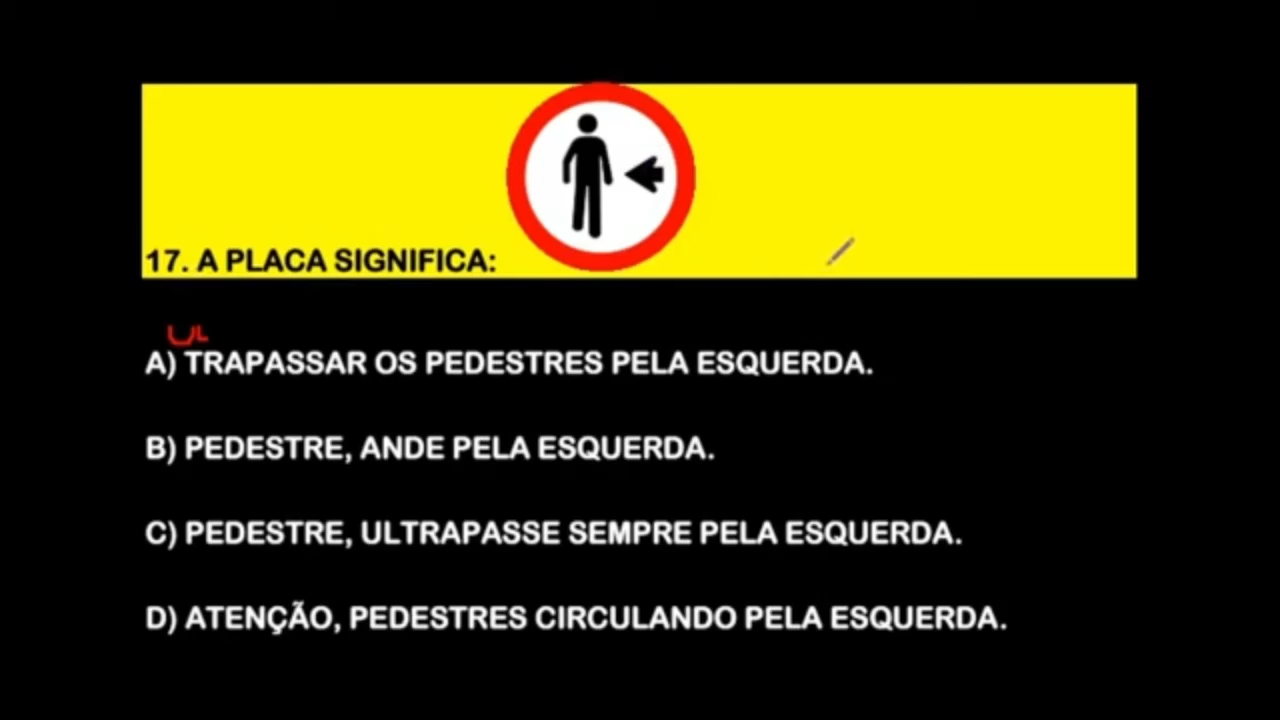 17. A PLACA SIGNIFICA:
UL
A) TRAPASSAR OS PEDESTRES PELA ESQUERDA.
B) PEDESTRE, ANDE PELA ESQUERDA.
C) PEDESTRE, ULTRAPASSE SEMPRE PELA ESQUERDA.
D) ATENÇÃO, PEDESTRES CIRCULANDO PELA ESQUERDA.